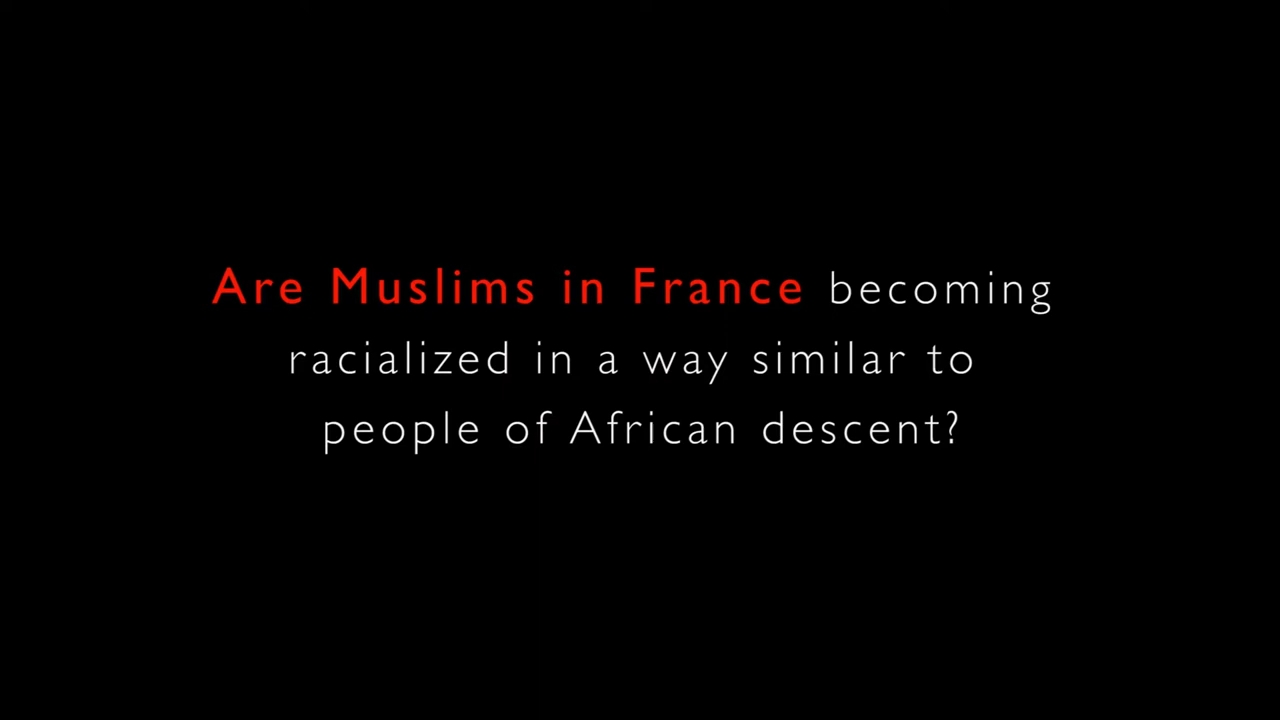 Are Muslims in France becoming
racialized in a way similar to
people of African descent?